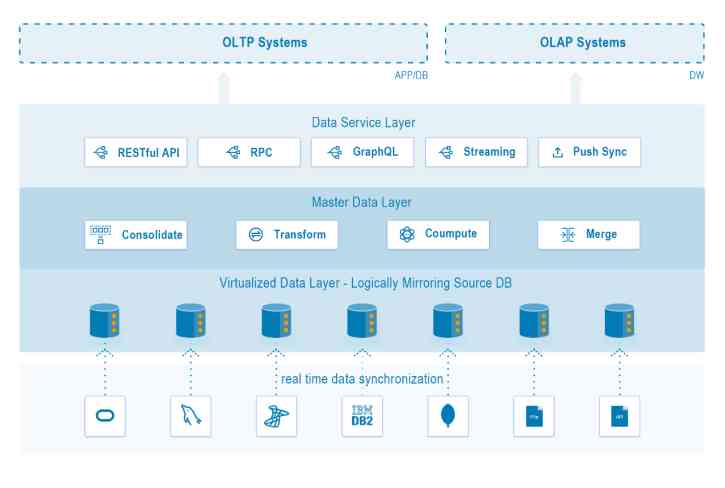 OLTP Systems
OLAP Systems
APP/DB
DW
Data Service Layer
RESTful API
RPC
GraphQL
Streaming
Push Sync
Master Data Layer
Consolidate
Transform
Coumpute
Merge
Virtualized Data Layer - Logically Mirroring Source DB
real time data synchronization
IBM
DB2
API